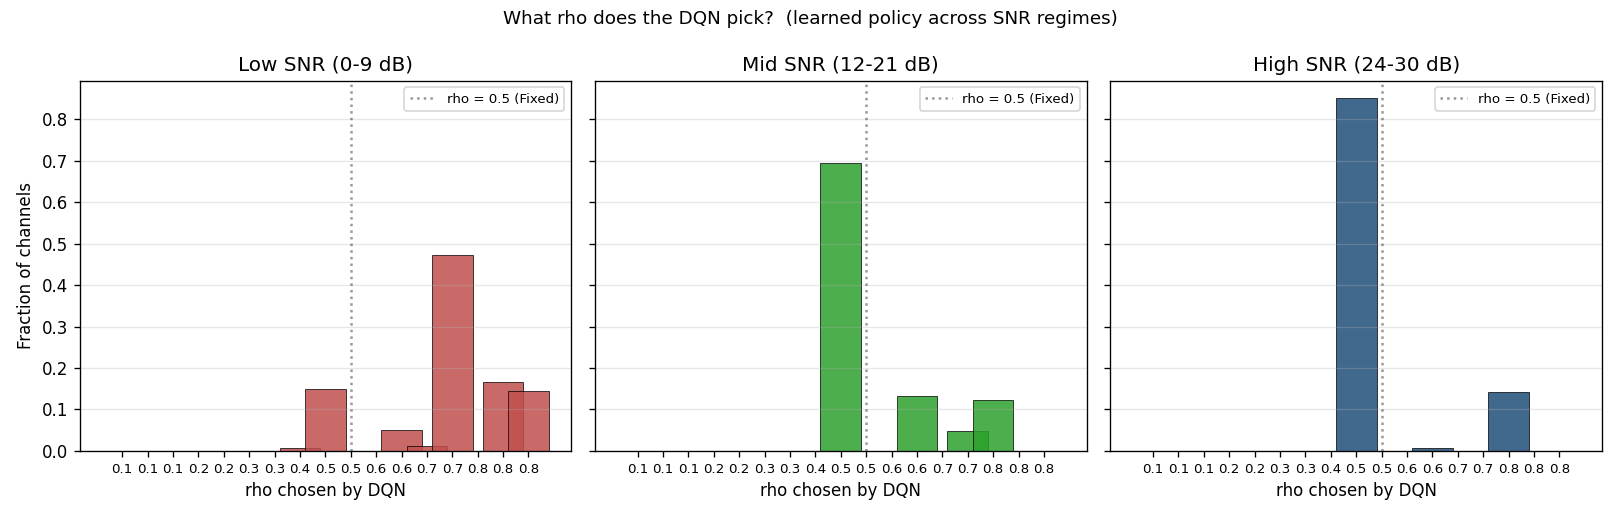 What rho does the DQN pick?  (learned policy across SNR regimes)
Low SNR (0-9 dB)
rho = 0.5 (Fixed)
Fraction of channels
0.8
0.7
0.6
0.5
0.4
0.3
0.2
0.1
0.0
0.1 0.1 0.1 0.2 0.2 0.3 0.3 0.4 0.5 0.5 0.6 0.6 0.7 0.7 0.8 0.8 0.8
rho chosen by DQN
Mid SNR (12-21 dB)
rho = 0.5 (Fixed)
0.1 0.1 0.1 0.2 0.2 0.3 0.3 0.4 0.5 0.5 0.6 0.6 0.7 0.7 0.8 0.8 0.8
rho chosen by DQN
High SNR (24-30 dB)
rho = 0.5 (Fixed)
0.1 0.1 0.1 0.2 0.2 0.3 0.3 0.4 0.5 0.5 0.6 0.6 0.7 0.7 0.8 0.8 0.8
rho chosen by DQN